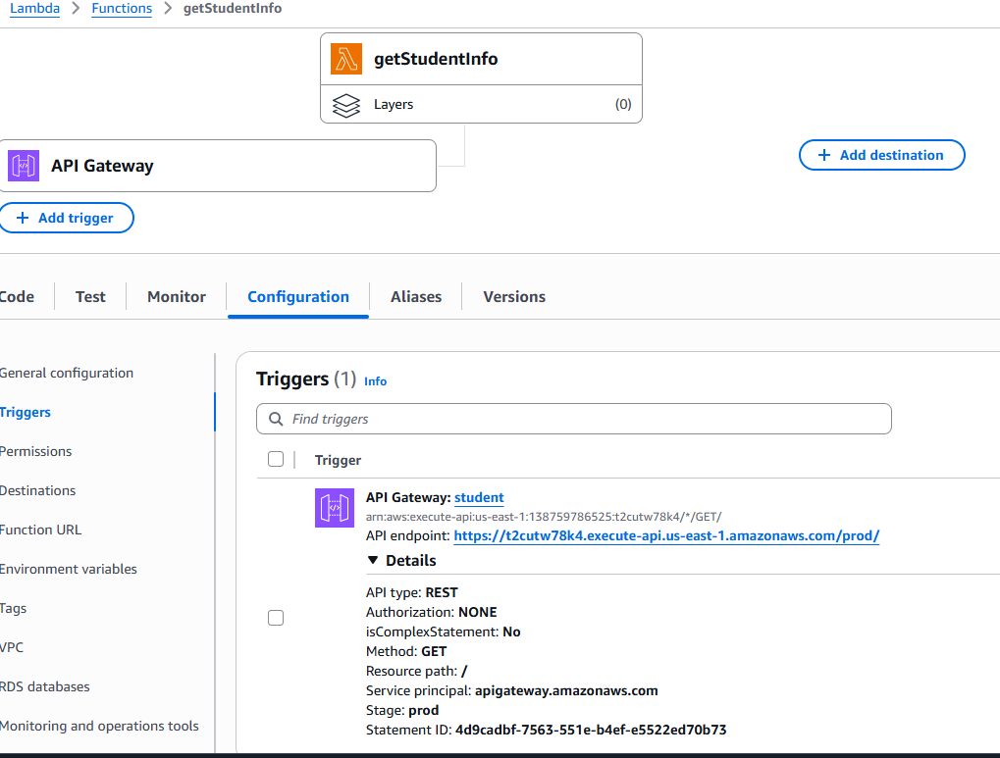 Lambda > Functions > getStudentInfo
getStudentInfo
Layers (0)
API Gateway
+ Add destination
+ Add trigger
Code Test Monitor Configuration Aliases Versions
General configuration
Triggers
Permissions
Destinations
Function URL
Environment variables
Tags
VPC
RDS databases
Monitoring and operations tools
Triggers (1) Info
Find triggers
Trigger
API Gateway: student
arn:aws:execute-api:us-east-1:138759786525:t2cutw78k4/*/GET/
API endpoint: https://t2cutw78k4.execute-api.us-east-1.amazonaws.com/prod/
Details
API type: REST
Authorization: NONE
isComplexStatement: No
Method: GET
Resource path: /
Service principal: apigateway.amazonaws.com
Stage: prod
Statement ID: 4d9cadbf-7563-551e-b4ef-e5522ed70b73